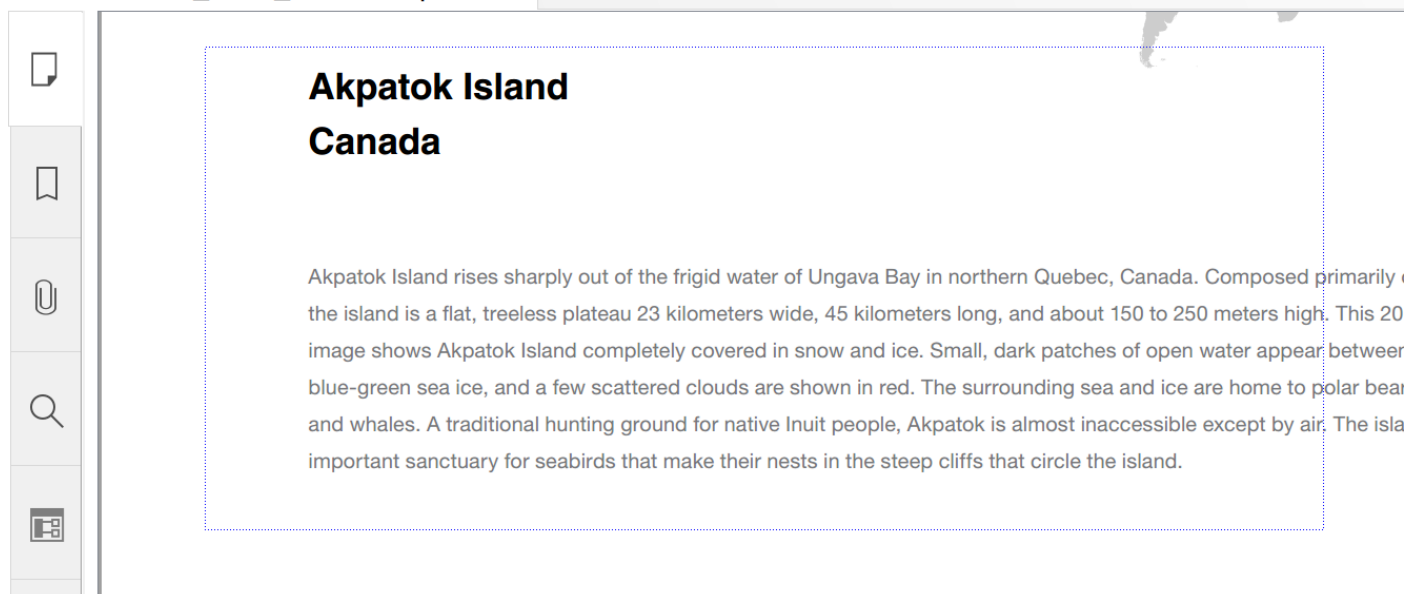 Akpatok Island
Canada
Akpatok Island rises sharply out of the frigid water of Ungava Bay in northern Quebec, Canada. Composed primarily
the island is a flat, treeless plateau 23 kilometers wide, 45 kilometers long, and about 150 to 250 meters high. This 20
image shows Akpatok Island completely covered in snow and ice. Small, dark patches of open water appear between
blue-green sea ice, and a few scattered clouds are shown in red. The surrounding sea and ice are home to polar bear
and whales. A traditional hunting ground for native Inuit people, Akpatok is almost inaccessible except by air. The isla
important sanctuary for seabirds that make their nests in the steep cliffs that circle the island.